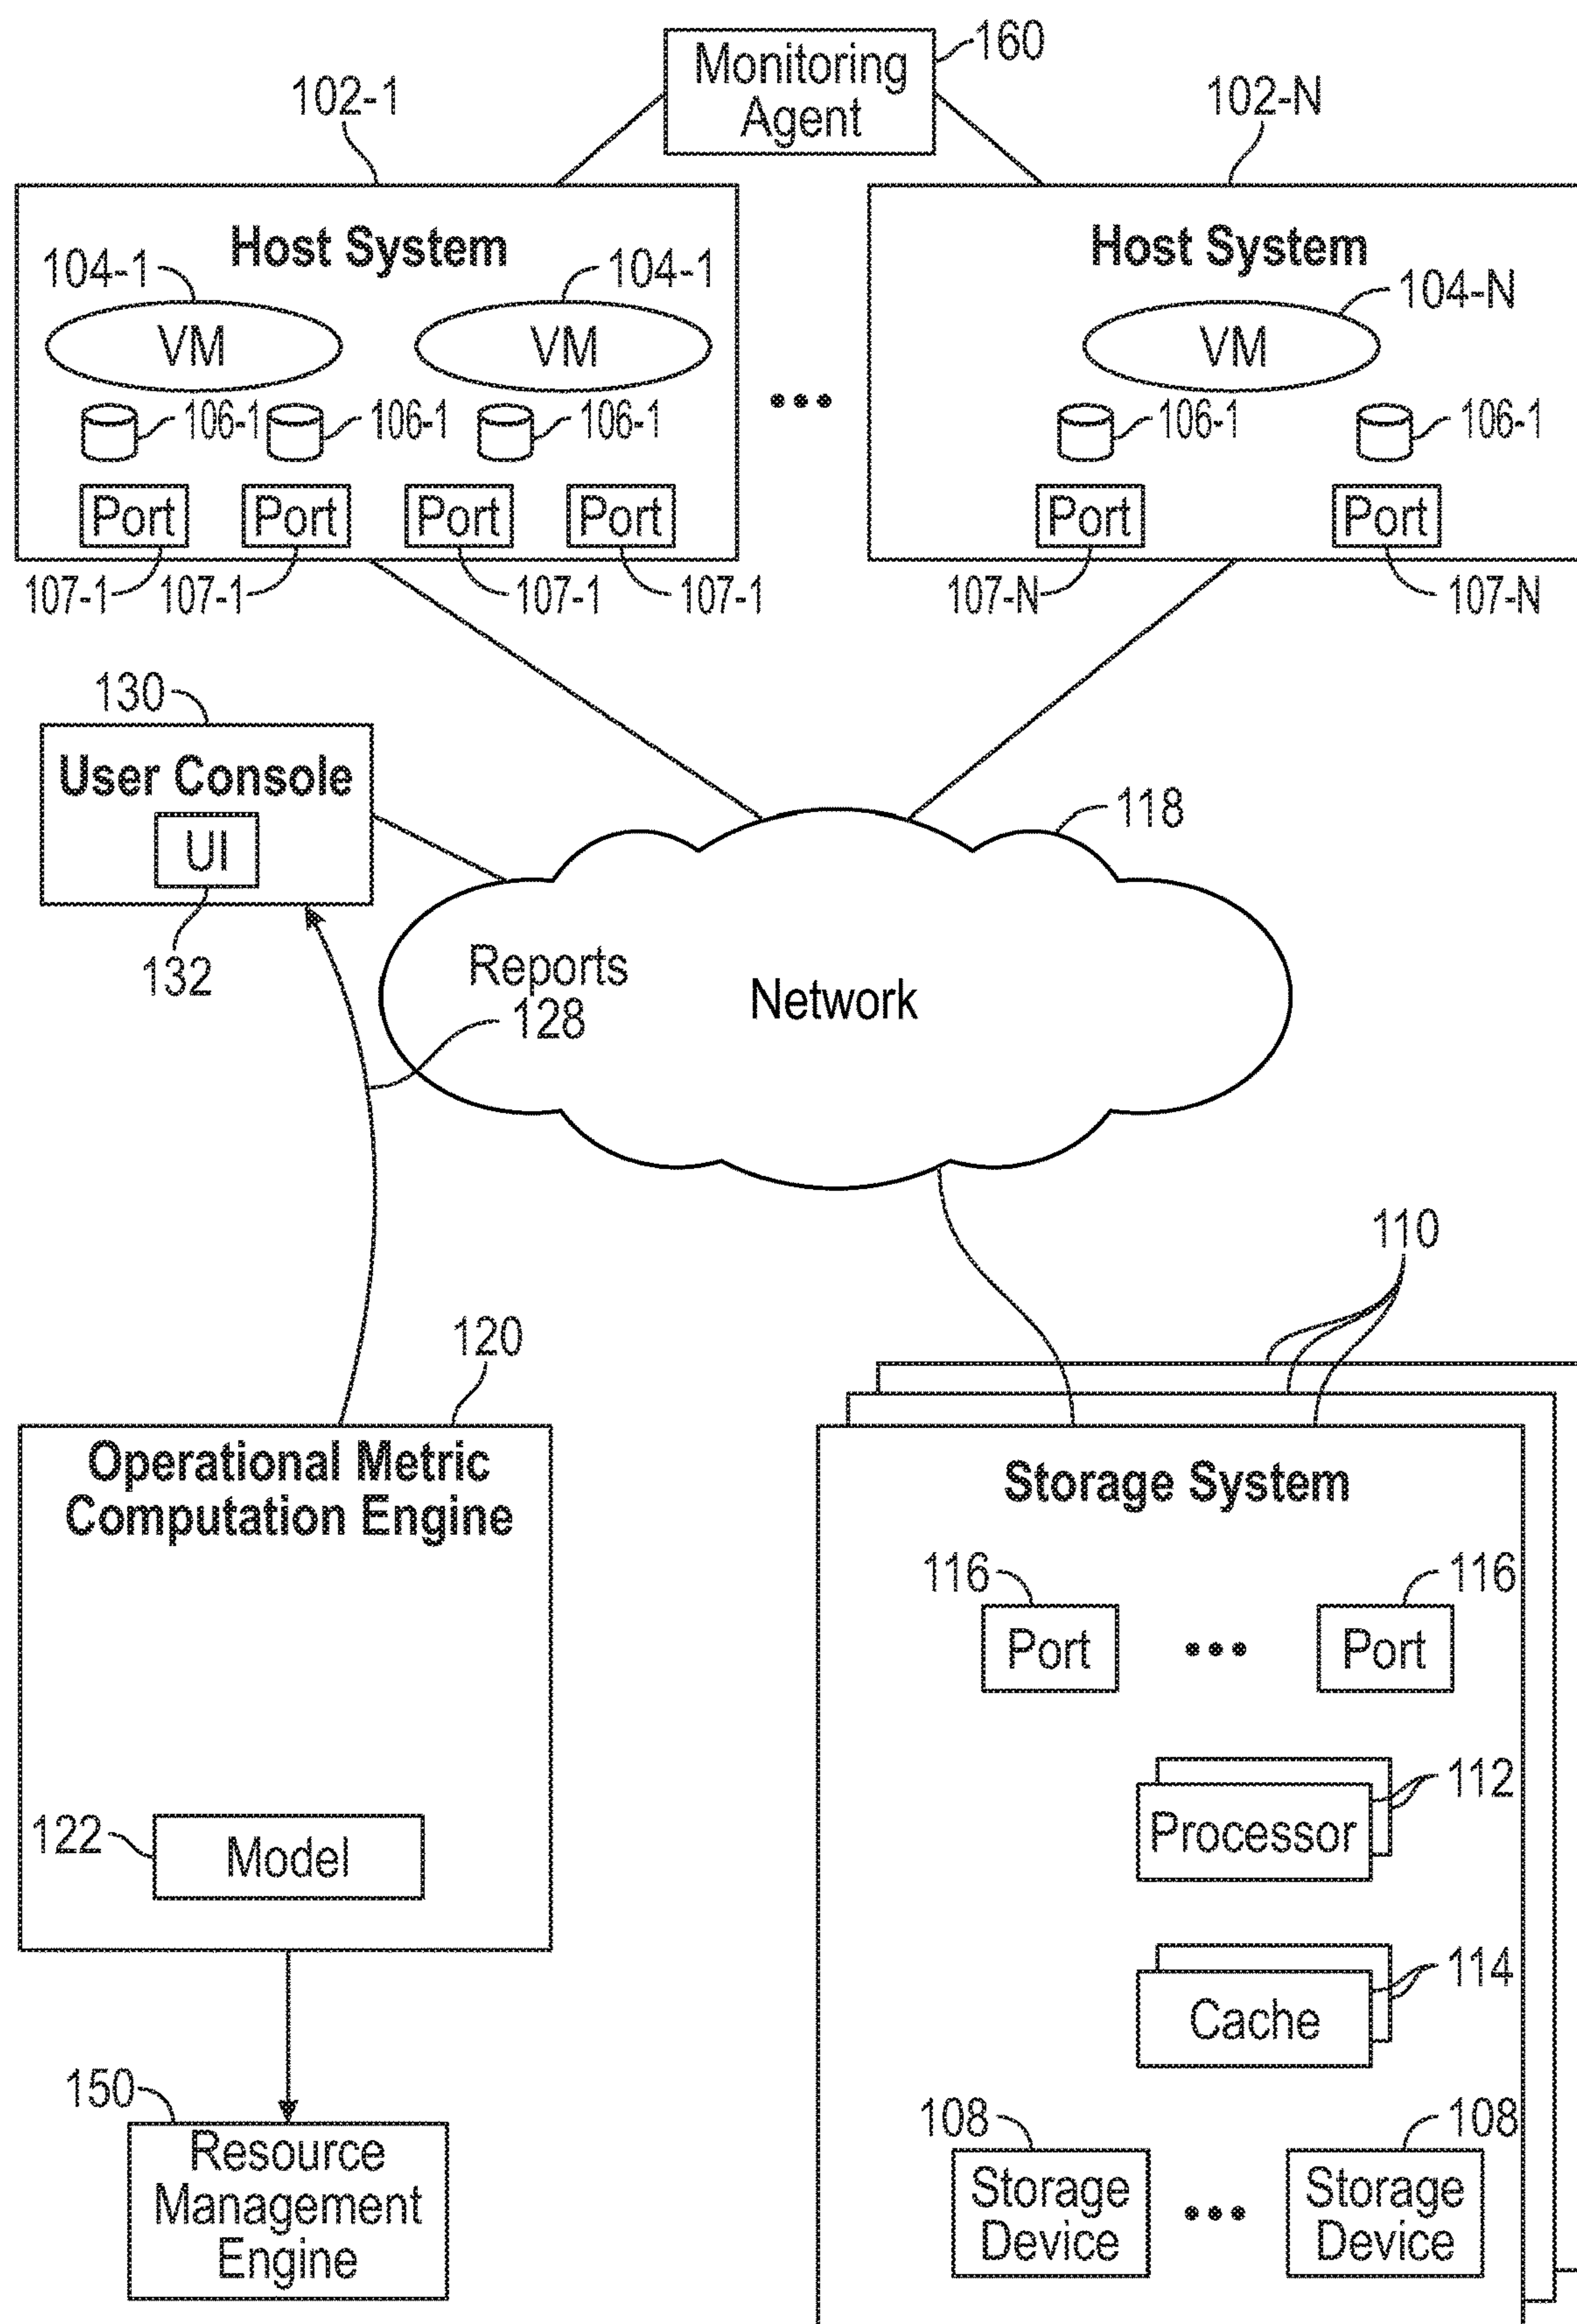 Monitoring
Agent
160
102-1
102-N
Host System
104-1
104-1
VM
VM
106-1
106-1
106-1
Port
Port
Port
Port
107-1
107-1
107-1
107-1
Host System
104-N
VM
106-1
106-1
Port
Port
107-N
107-N
130
User Console
UI
132
118
Reports
128
Network
110
120
Operational Metric
Computation Engine
122
Model
150
Resource
Management
Engine
Storage System
116
116
Port
Port
112
Processor
114
Cache
108
108
Storage
Device
Storage
Device